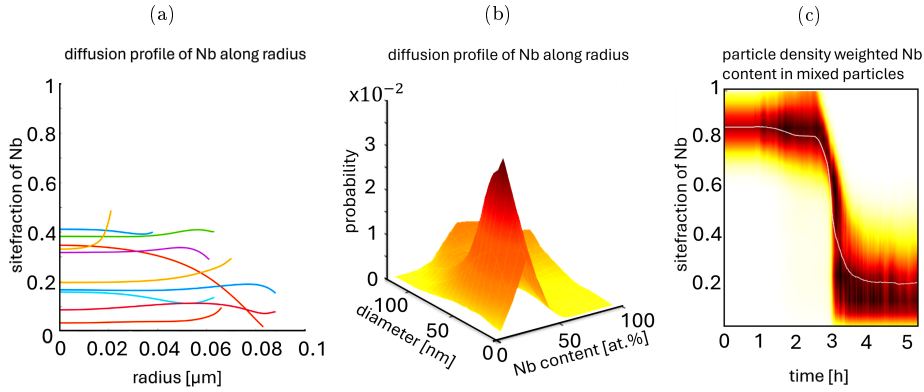 (a)
diffusion profile of Nb along radius
sitefraction of Nb
1
0.8
0.6
0.4
0.2
0
0
0.02
0.04
0.06
0.08
0.1
radius [µm]
(b)
diffusion profile of Nb along radius
x10⁻²
probability
3
2
1
0
100
50
0
diameter [nm]
0
50
100
Nb content [at.%]
(c)
particle density weighted Nb
content in mixed particles
sitefraction of Nb
1
0.8
0.6
0.4
0.2
0
1
2
3
4
5
time [h]